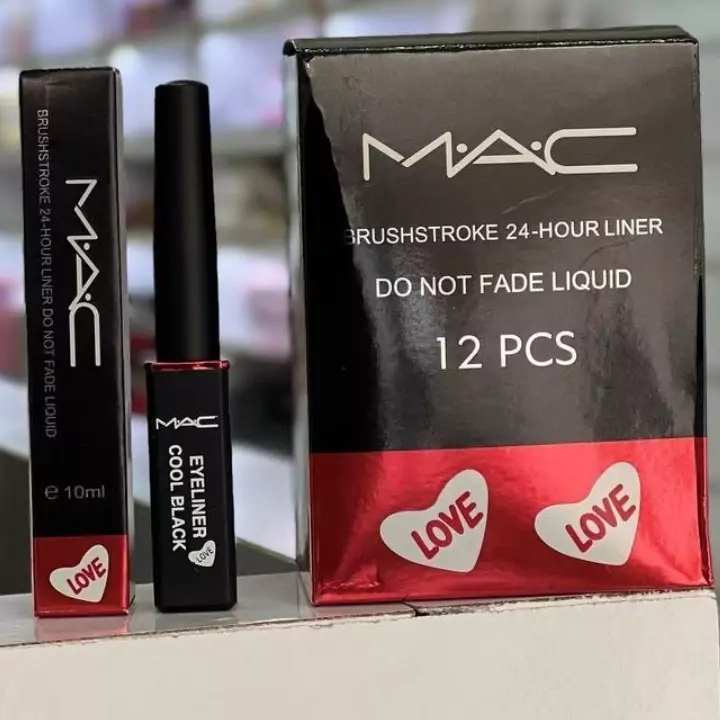 BRUSHSTROKE 24-HOUR LINER DO NOT FADE LIQUID
M·A·C
e 10ml
LOVE
M·A·C
EYELINER
COOL BLACK
LOVE
M·A·C
BRUSHSTROKE 24-HOUR LINER
DO NOT FADE LIQUID
12 PCS
LOVE
LOVE